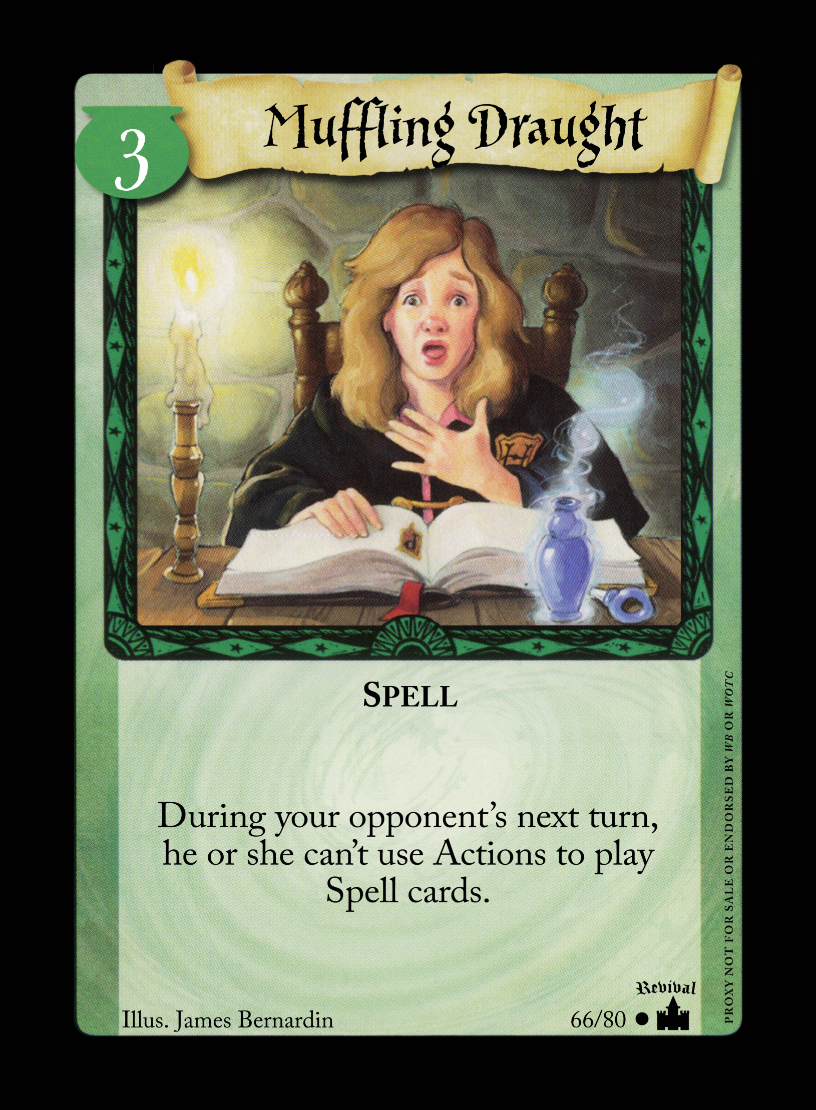 3
Muffling Draught
SPELL
During your opponent's next turn,
he or she can't use Actions to play
Spell cards.
Illus. James Bernardin
Revival
66/80
PROXY NOT FOR SALE OR ENDORSED BY WB OR WOTC
H
d